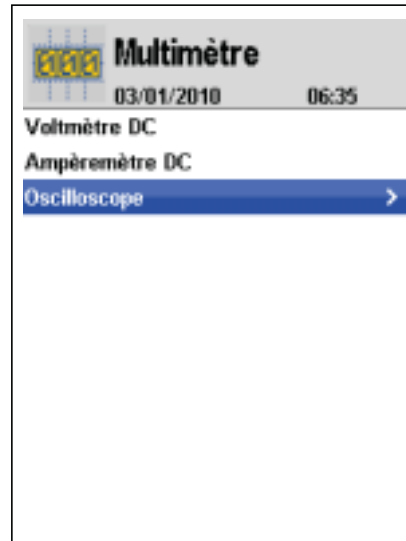 Multimètre
03/01/2010 06:35
Voltmètre DC
Ampèremètre DC
Oscilloscope >